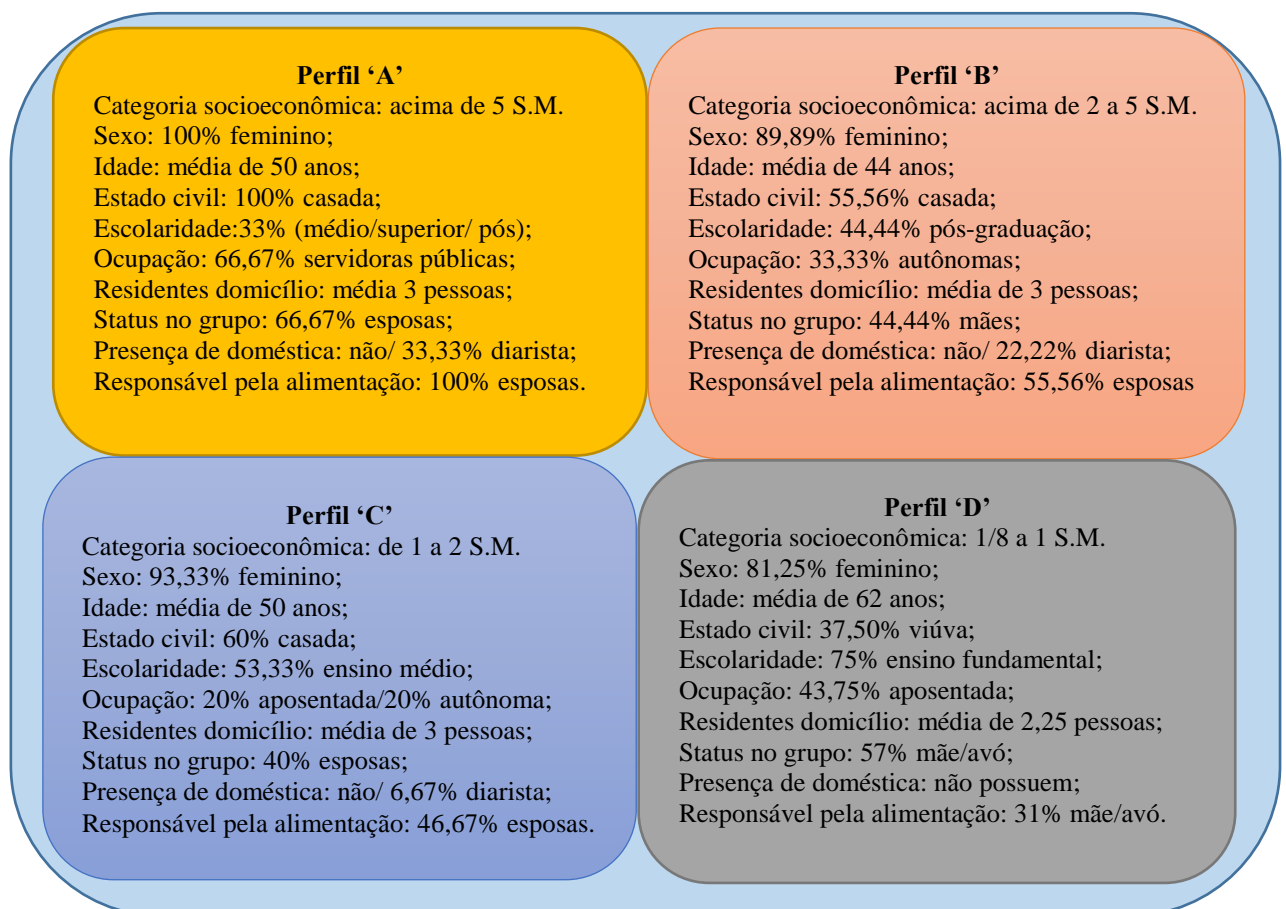 Perfil ‘A’
Categoria socioeconômica: acima de 5 S.M.
Sexo: 100% feminino;
Idade: média de 50 anos;
Estado civil: 100% casada;
Escolaridade:33% (médio/superior/ pós);
Ocupação: 66,67% servidoras públicas;
Residentes domicílio: média 3 pessoas;
Status no grupo: 66,67% esposas;
Presença de doméstica: não/ 33,33% diarista;
Responsável pela alimentação: 100% esposas.
Perfil ‘B’
Categoria socioeconômica: acima de 2 a 5 S.M.
Sexo: 89,89% feminino;
Idade: média de 44 anos;
Estado civil: 55,56% casada;
Escolaridade: 44,44% pós-graduação;
Ocupação: 33,33% autônomas;
Residentes domicílio: média de 3 pessoas;
Status no grupo: 44,44% mães;
Presença de doméstica: não/ 22,22% diarista;
Responsável pela alimentação: 55,56% esposas
Perfil ‘C’
Categoria socioeconômica: de 1 a 2 S.M.
Sexo: 93,33% feminino;
Idade: média de 50 anos;
Estado civil: 60% casada;
Escolaridade: 53,33% ensino médio;
Ocupação: 20% aposentada/20% autônoma;
Residentes domicílio: média de 3 pessoas;
Status no grupo: 40% esposas;
Presença de doméstica: não/ 6,67% diarista;
Responsável pela alimentação: 46,67% esposas.
Perfil ‘D’
Categoria socioeconômica: 1/8 a 1 S.M.
Sexo: 81,25% feminino;
Idade: média de 62 anos;
Estado civil: 37,50% viúva;
Escolaridade: 75% ensino fundamental;
Ocupação: 43,75% aposentada;
Residentes domicílio: média de 2,25 pessoas;
Status no grupo: 57% mãe/avó;
Presença de doméstica: não possuem;
Responsável pela alimentação: 31% mãe/avó.